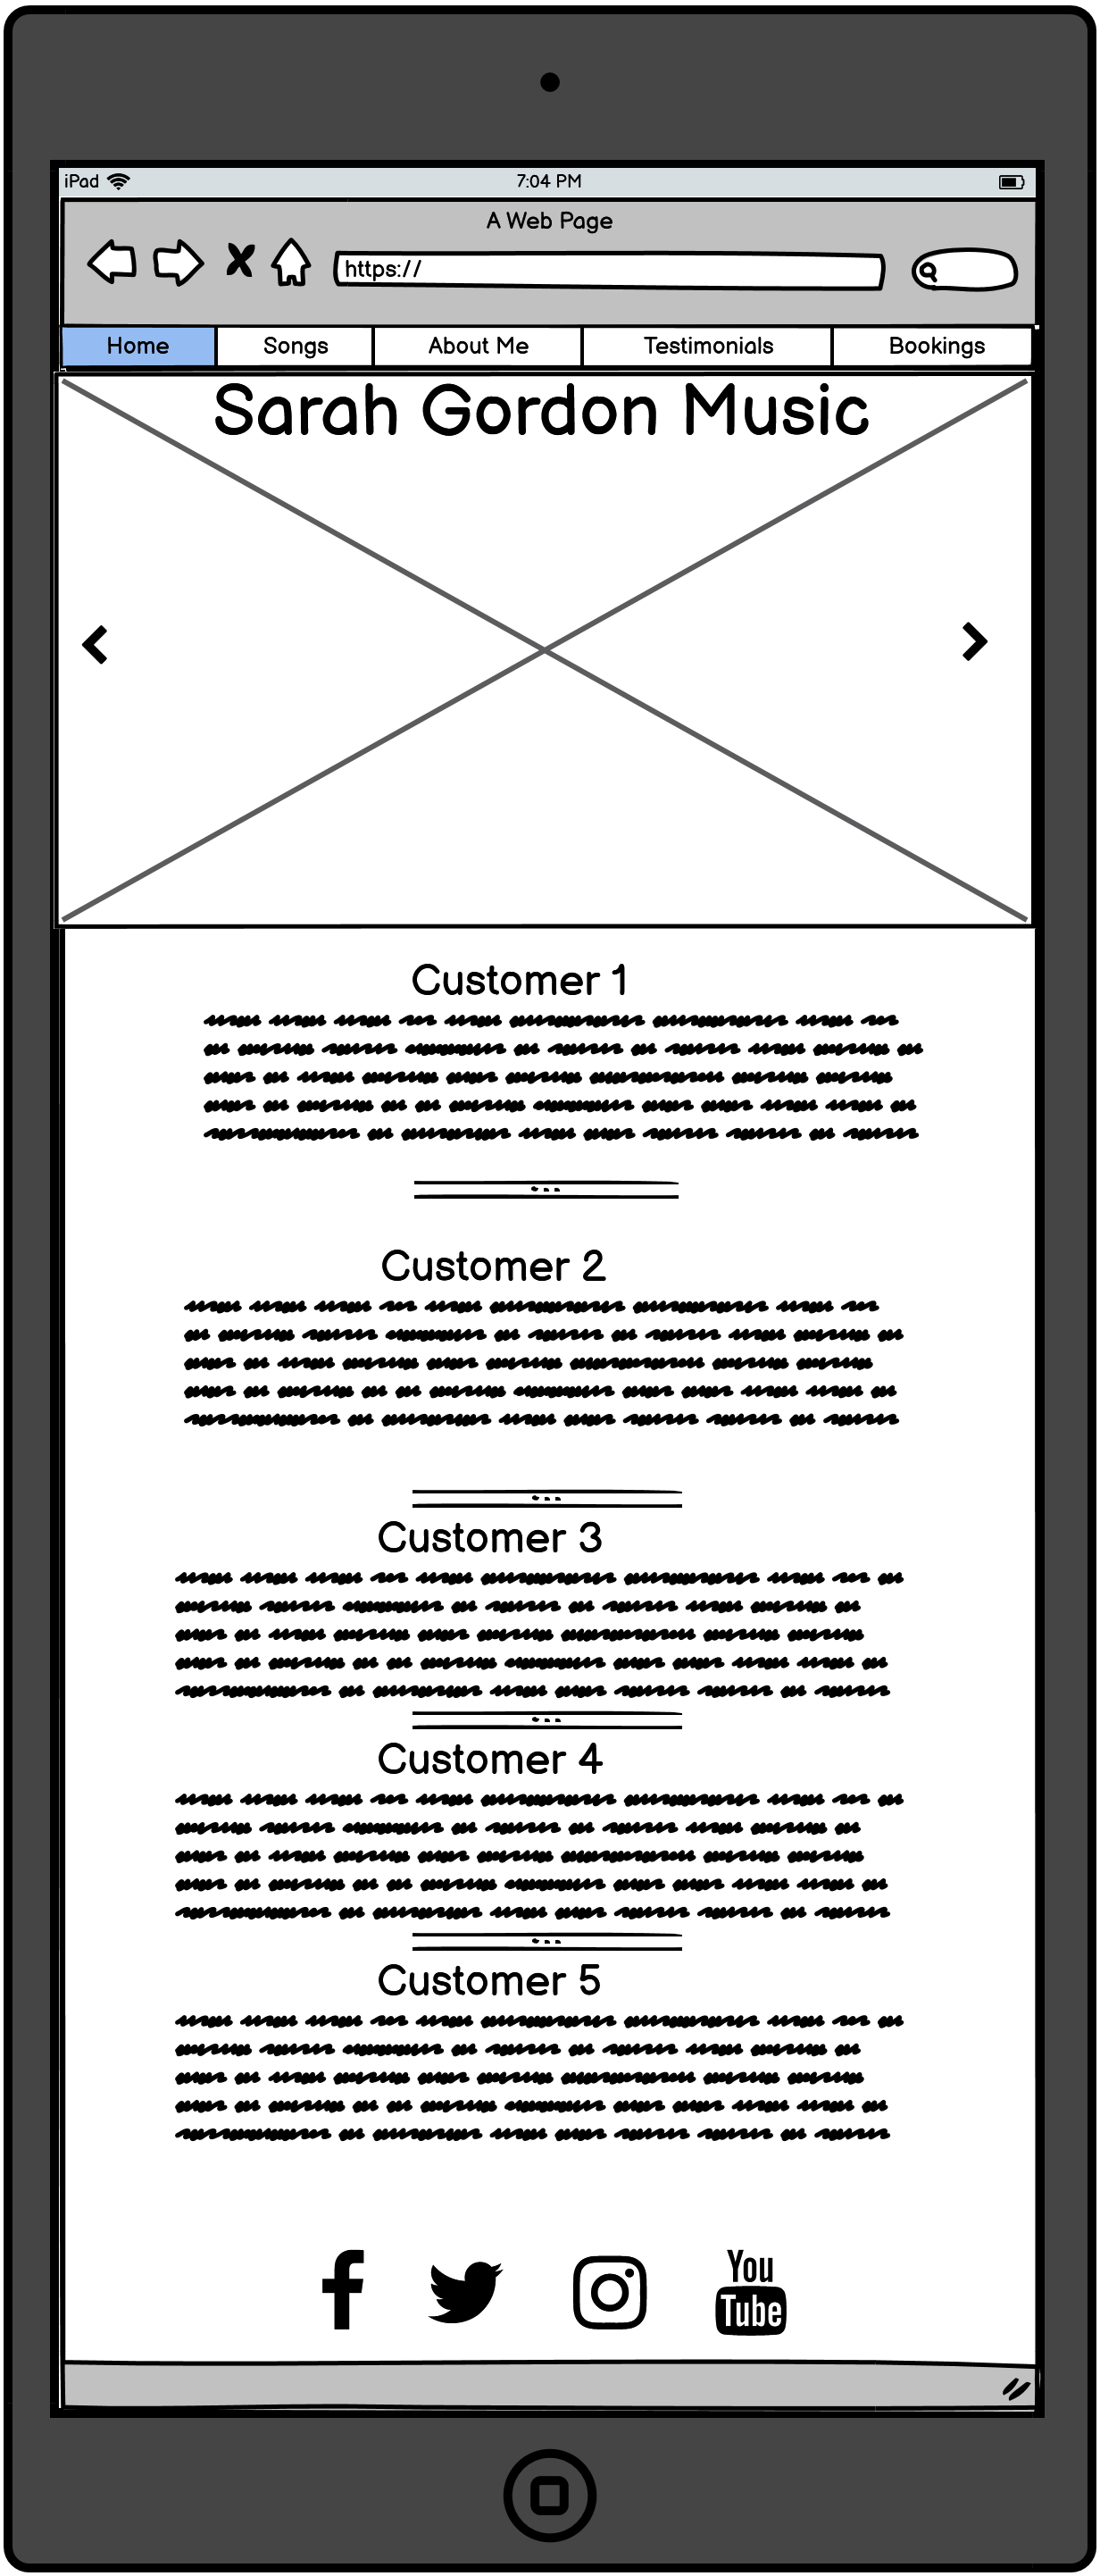 iPad 7:04 PM
A Web Page
https://
Home Songs About Me Testimonials Bookings
Sarah Gordon Music
Customer 1
Customer 2
Customer 3
Customer 4
Customer 5
You
Tube